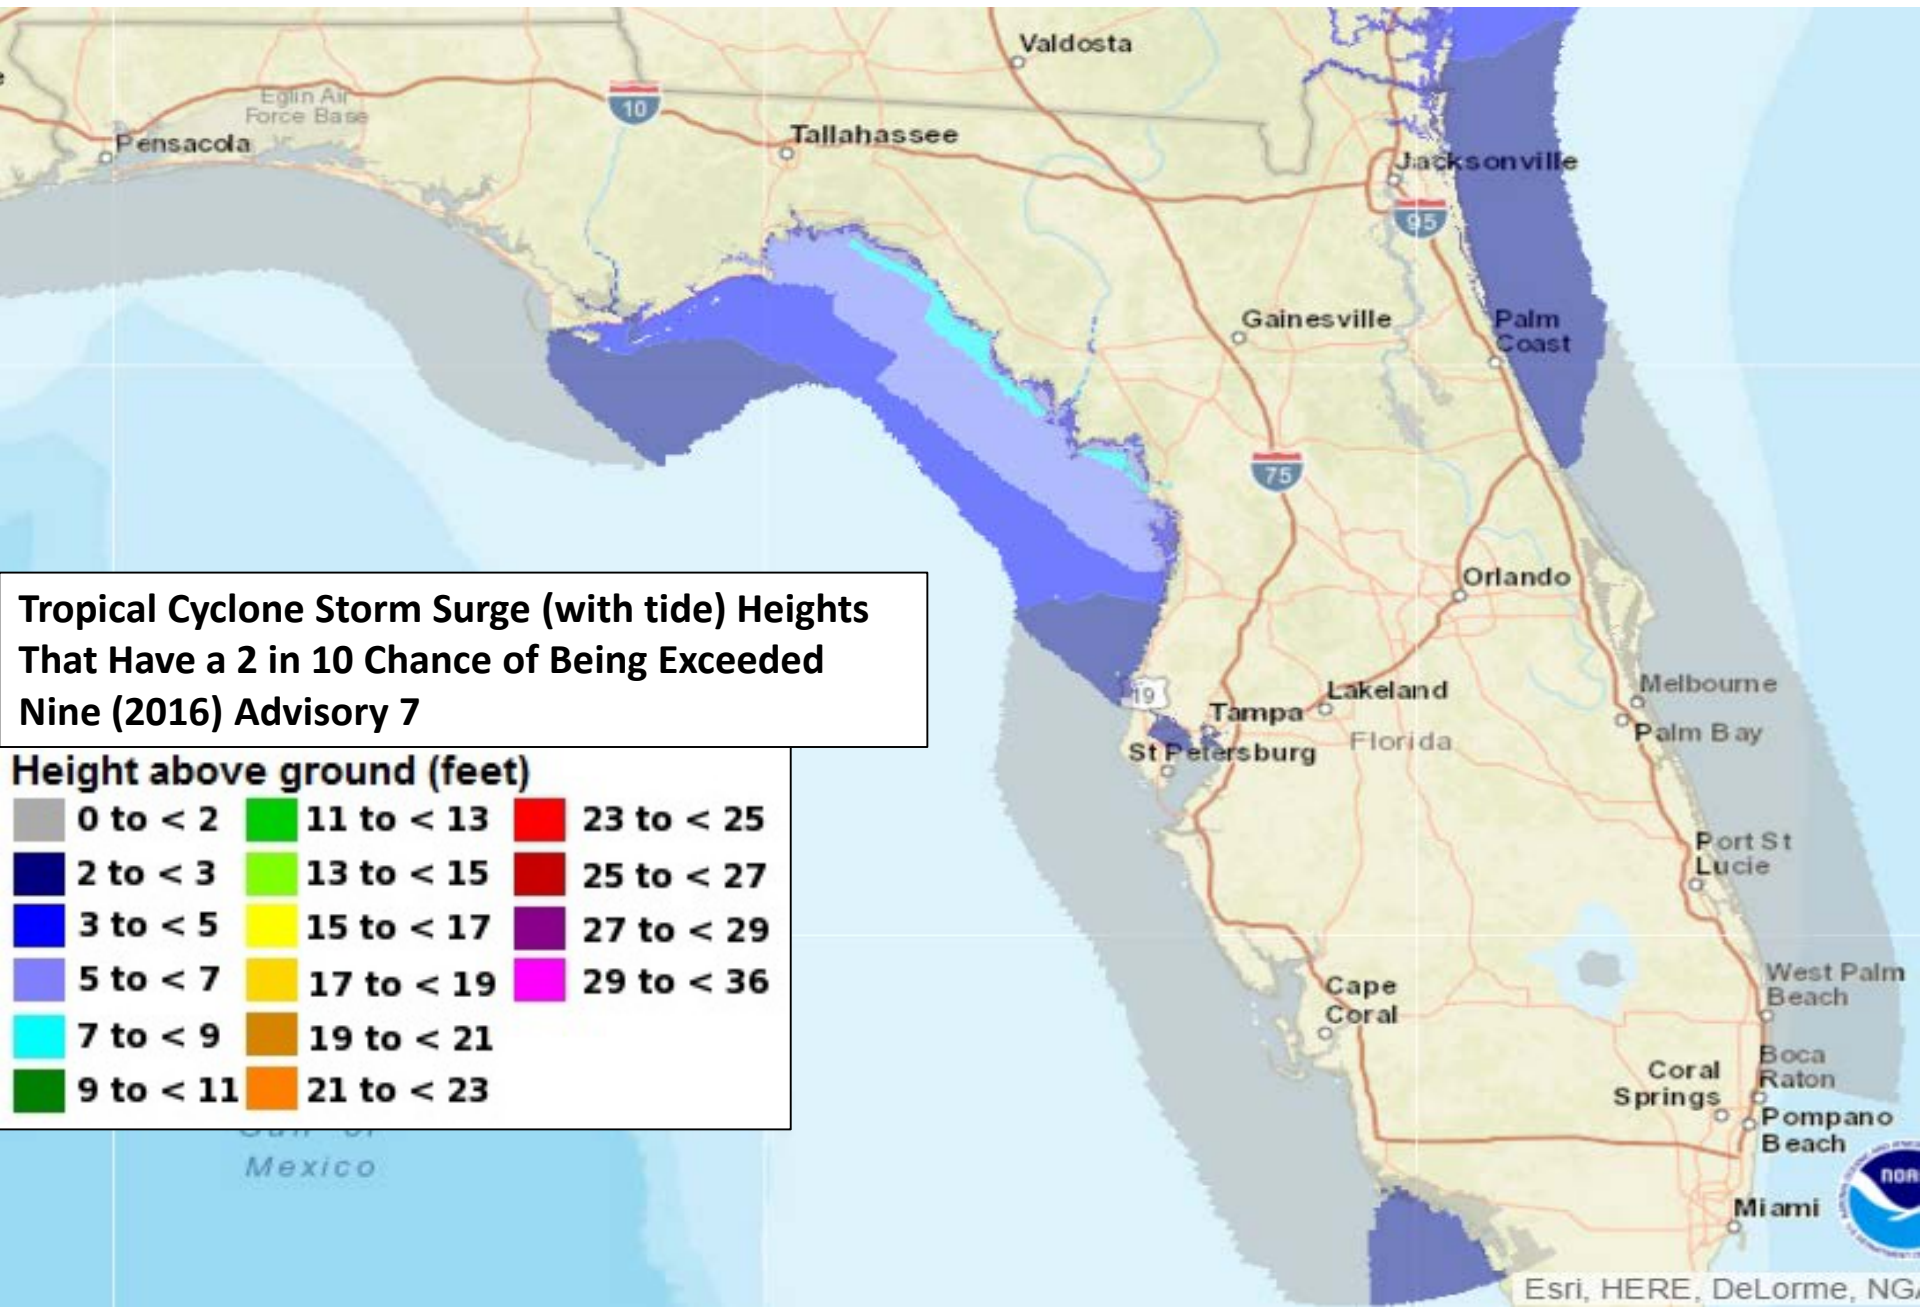 Valdosta
Eglin Air
Force Base
10
Pensacola
Tallahassee
Jacksonville
95
Gainesville
Palm
Coast
75
Orlando
Tropical Cyclone Storm Surge (with tide) Heights
That Have a 2 in 10 Chance of Being Exceeded
Nine (2016) Advisory 7
19
Lakeland
Melbourne
Tampa
Florida
Palm Bay
St Petersburg
Height above ground (feet)
0 to < 2
11 to < 13
23 to < 25
2 to < 3
13 to < 15
25 to < 27
3 to < 5
15 to < 17
27 to < 29
5 to < 7
17 to < 19
29 to < 36
7 to < 9
19 to < 21
9 to < 11
21 to < 23
Port St
Lucie
West Palm
Beach
Cape
Coral
Boca
Raton
Coral
Springs
Pompano
Beach
Mexico
Miami
Esri, HERE, DeLorme,